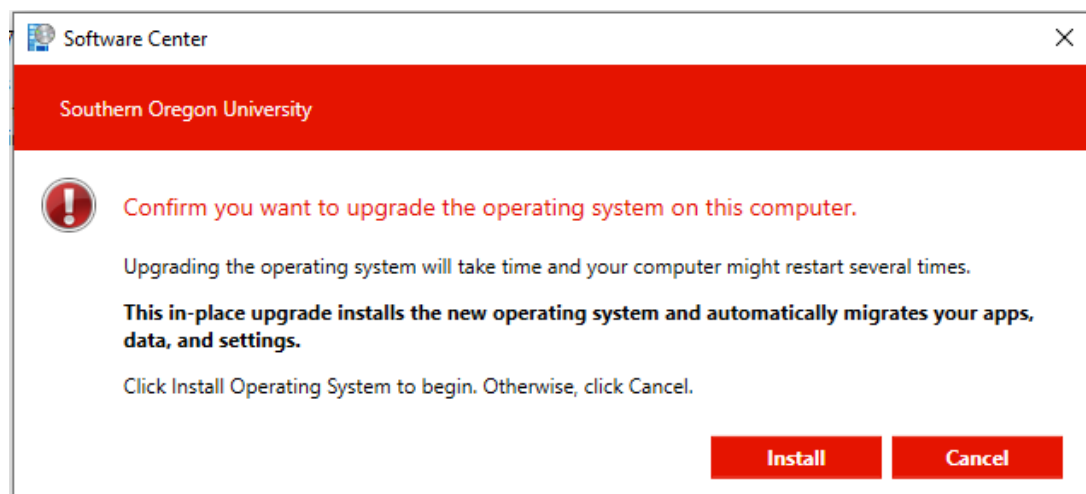 Software Center
Southern Oregon University
Confirm you want to upgrade the operating system on this computer.
Upgrading the operating system will take time and your computer might restart several times.
This in-place upgrade installs the new operating system and automatically migrates your apps,
data, and settings.
Click Install Operating System to begin. Otherwise, click Cancel.
Install Cancel